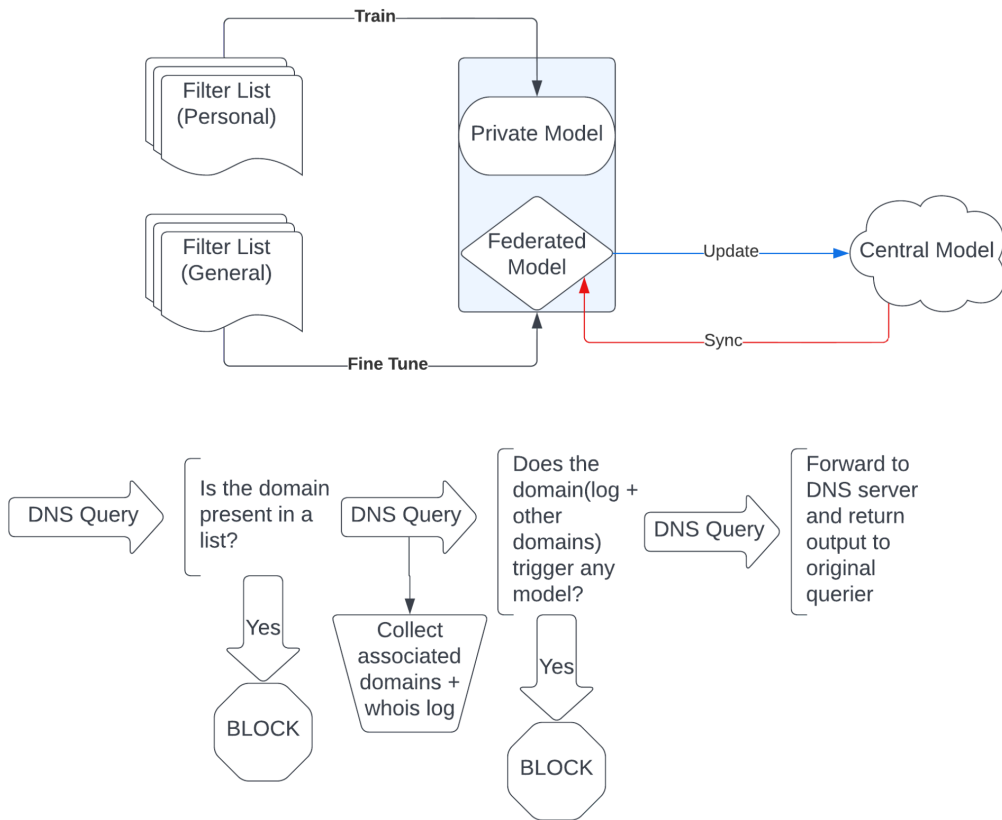 Train
Filter List
(Personal)
Private Model
Filter List
(General)
Federated
Model
Update
Central Model
Sync
Fine Tune
DNS Query
Is the domain
present in a
list?
DNS Query
Does the
domain(log +
other
domains)
trigger any
model?
DNS Query
Forward to
DNS server
and return
output to
original
querier
Yes
BLOCK
Collect
associated
domains +
whois log
Yes
BLOCK